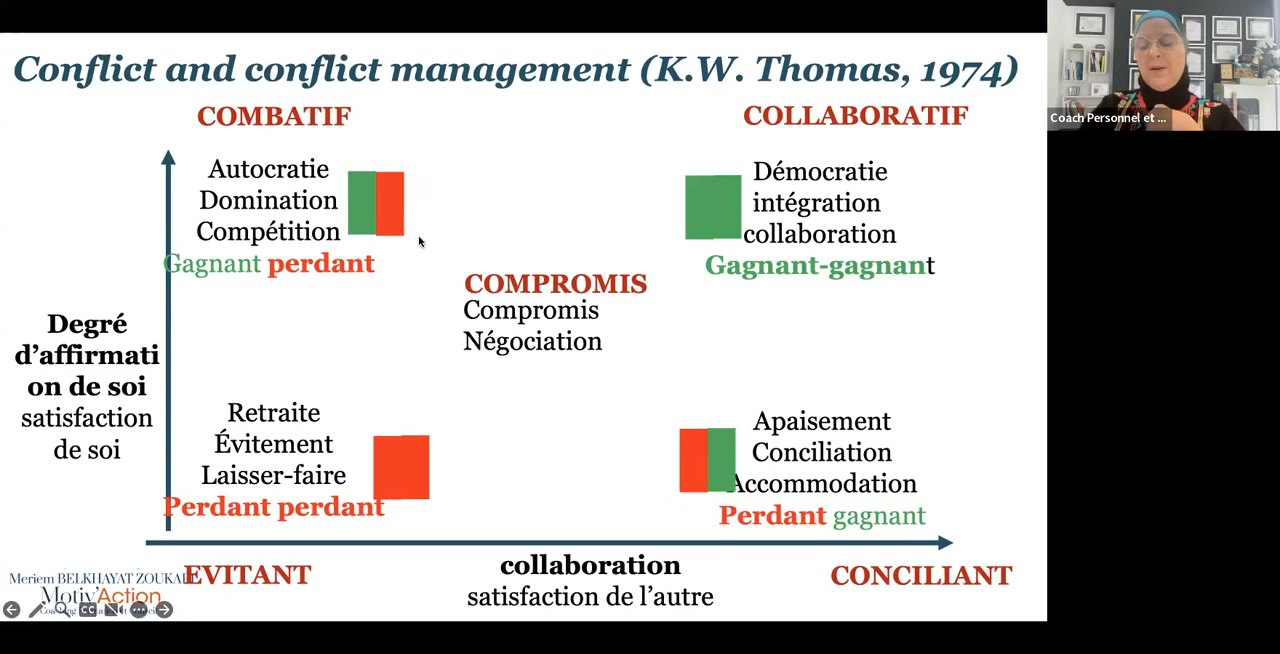 Conflict and conflict management (K.W. Thomas, 1974)
COMBATIF
COLLABORATIF
Coach Personnel et ...
Autocratie
Domination
Compétition
Gagnant perdant
Démocratie
intégration
collaboration
Gagnant-gagnant
COMPROMIS
Compromis
Négociation
Degré
d’affirmati
on de soi
satisfaction
de soi
Retraite
Évitement
Laisser-faire
Perdant perdant
Apaisement
Conciliation
Accommodation
Perdant gagnant
collaboration
satisfaction de l’autre
EVITANT
CONCILIANT
Meriem BELKHAYAT
Motiv’Action
CC